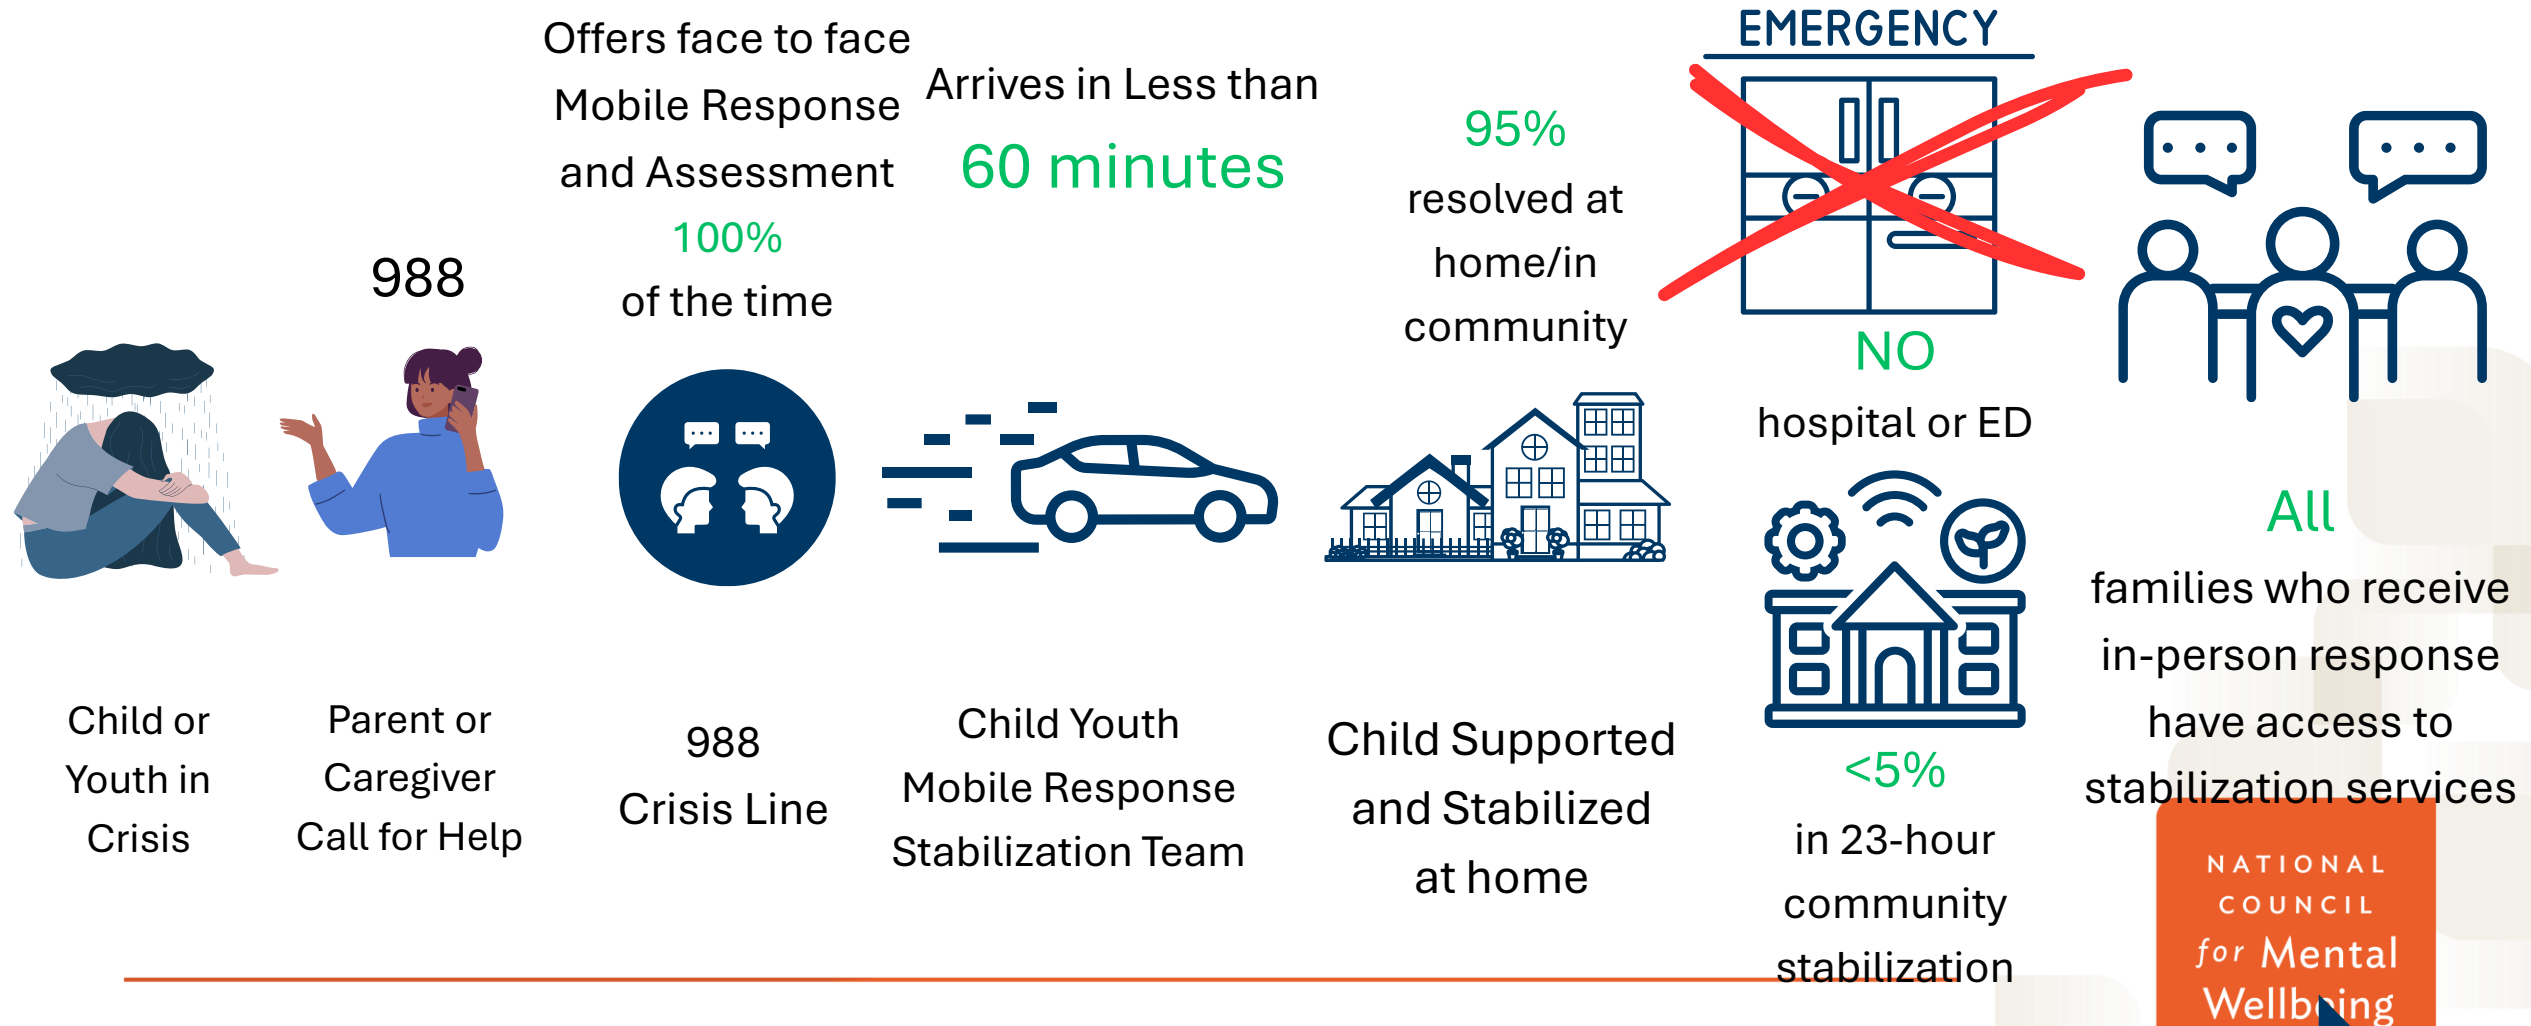 988
Offers face to face
Mobile Response
and Assessment
100%
of the time
Arrives in Less than
60 minutes
95%
resolved at
home/in
community
EMERGENCY
NO
hospital or ED
Child or
Youth in
Crisis
Parent or
Caregiver
Call for Help
988
Crisis Line
Child Youth
Mobile Response
Stabilization Team
Child Supported
and Stabilized
at home
<5%
in 23-hour
community
stabilization
All
families who receive
in-person response
have access to
stabilization services
NATIONAL
COUNCIL
for Mental
Wellbeing